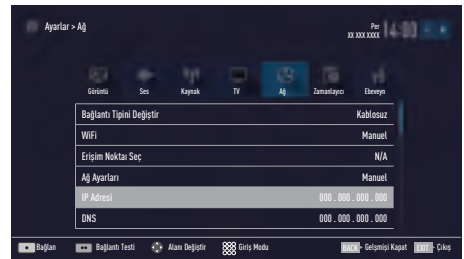 Ayarlar > Ağ
Per
XX XXX XXXX
14:00
Görüntü Ses Kaynak TV Ağ Zamanlayıcı Ebeveyn
Bağlantı Tipini Değiştir Kablosuz
WiFi Manuel
Erişim Noktaı Seç N/A
Ağ Ayarları Manuel
IP Adresi 000 . 000 . 000 . 000
DNS 000 . 000 . 000 . 000
Bağlan Bağlantı Testi Alanı Değiştir Giriş Modu BACK - Gelşmişi Kapat EXIT - Çıkış